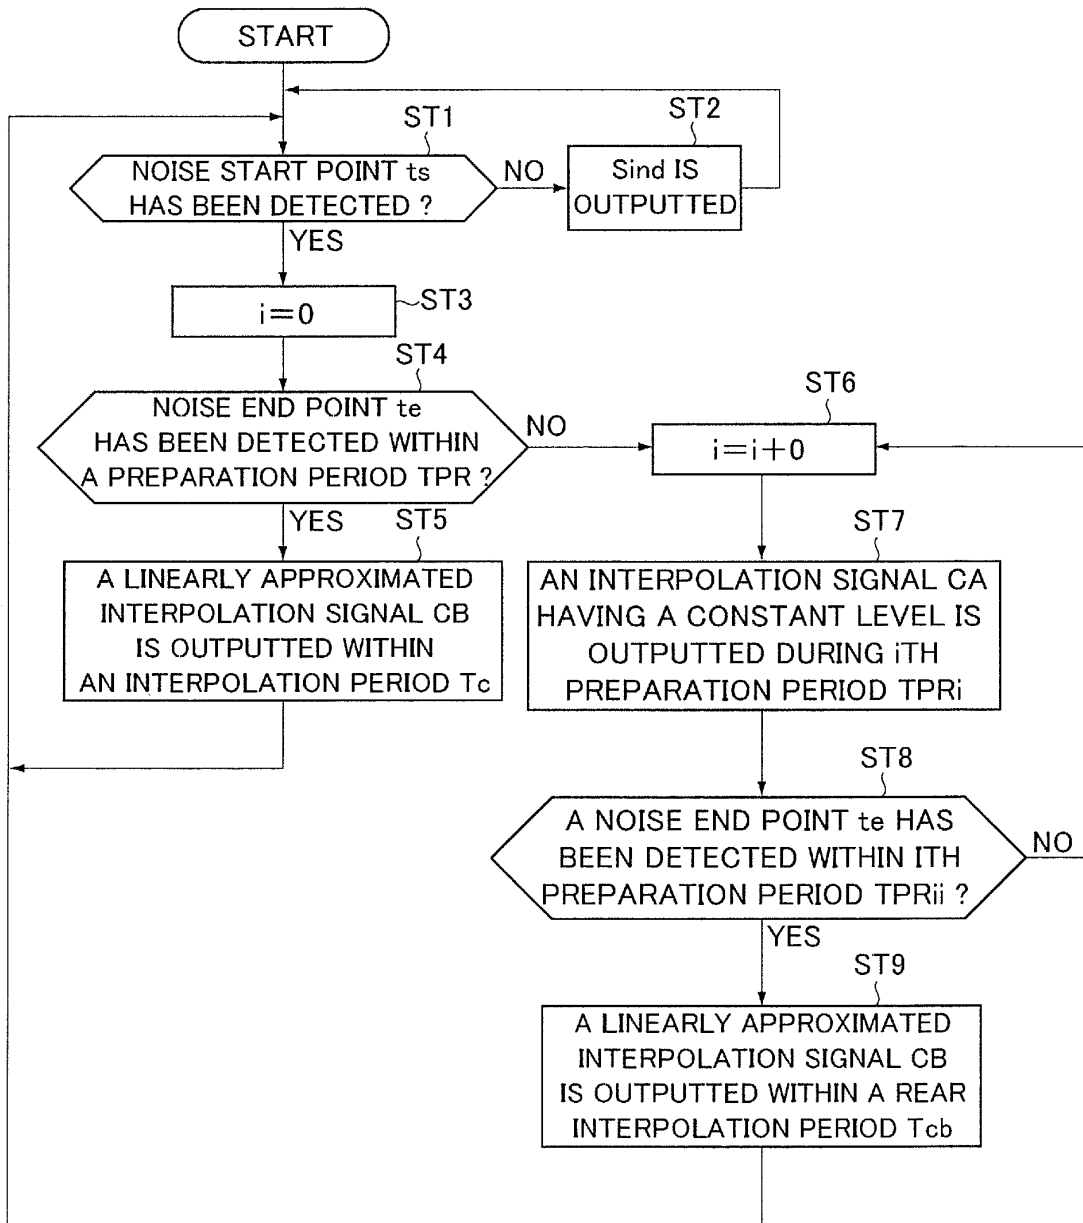 START
ST1
NOISE START POINT ts
HAS BEEN DETECTED ?
NO
ST2
Sind IS
OUTPUTTED
YES
i=0
ST3
ST4
NOISE END POINT te
HAS BEEN DETECTED WITHIN
A PREPARATION PERIOD TPR ?
NO
ST6
i=i+0
YES
ST5
A LINEARLY APPROXIMATED
INTERPOLATION SIGNAL CB
IS OUTPUTTED WITHIN
AN INTERPOLATION PERIOD Tc
ST7
AN INTERPOLATION SIGNAL CA
HAVING A CONSTANT LEVEL IS
OUTPUTTED DURING iTH
PREPARATION PERIOD TPRi
ST8
A NOISE END POINT te HAS
BEEN DETECTED WITHIN ITH
PREPARATION PERIOD TPRii ?
NO
YES
ST9
A LINEARLY APPROXIMATED
INTERPOLATION SIGNAL CB
IS OUTPUTTED WITHIN A REAR
INTERPOLATION PERIOD Tcb